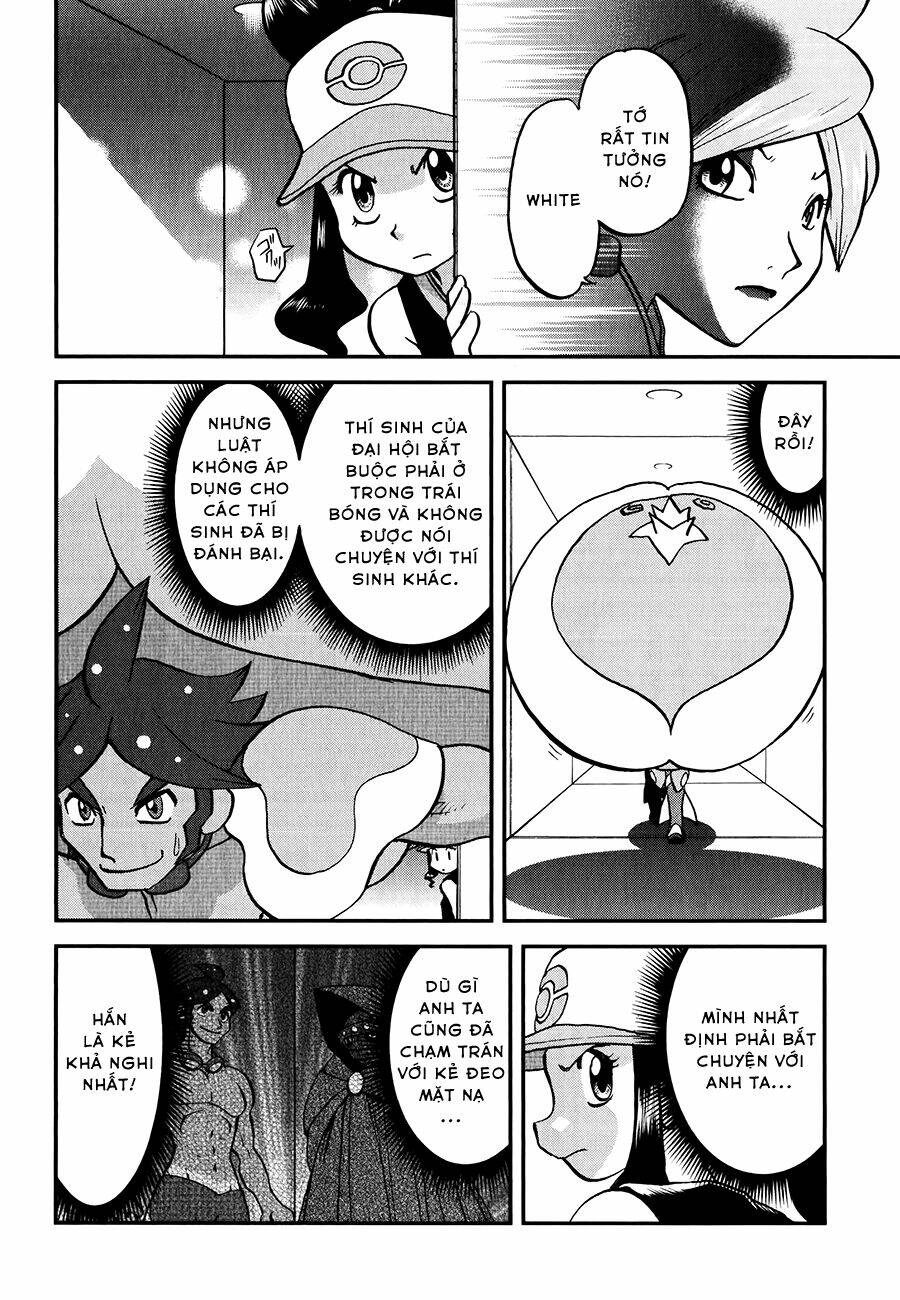 TỚ
RẤT TIN
TƯỞNG
NÓ!
WHITE
ĐÂY
RỒI!
THÍ SINH CỦA
ĐẠI HỘI BẮT
BUỘC PHẢI Ở
TRONG TRÁI
BÓNG VÀ KHÔNG
ĐƯỢC NÓI
CHUYỆN VỚI THÍ
SINH KHÁC.
NHƯNG
LUẬT
KHÔNG ÁP
DỤNG CHO
CÁC THÍ
SINH ĐÃ BỊ
ĐÁNH BẠI.
MÌNH NHẤT
ĐỊNH PHẢI BẮT
CHUYỆN VỚI
ANH TA...
DÙ GÌ
ANH TA
CŨNG ĐÃ
CHẠM TRÁN
VỚI KẺ ĐEO
MẶT NẠ
...
HẮN
LÀ KẺ
KHẢ NGHI
NHẤT!